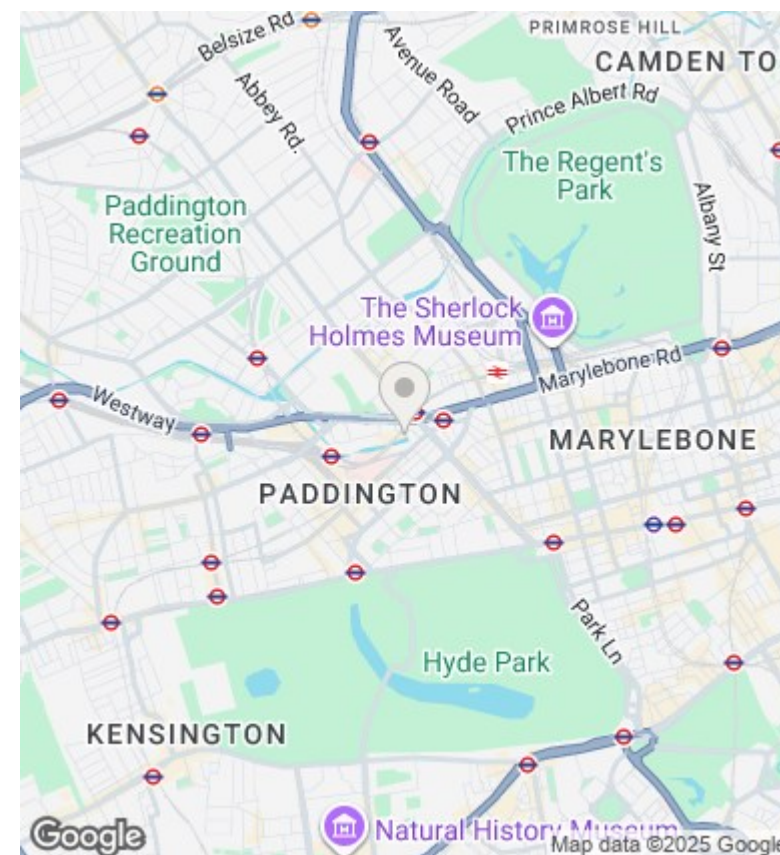 PRIMROSE HILL
Belsize Rd
Avenue Road
CAMDEN TO
Abbey Rd.
Prince Albert Rd
The Regent's
Park
Albany St
Paddington
Recreation
Ground
The Sherlock
Holmes Museum
Marylebone Rd
Westway
MARYLEBONE
PADDINGTON
Park Ln
Hyde Park
KENSINGTON
Natural History Museum
Google
Map data ©2025 Google